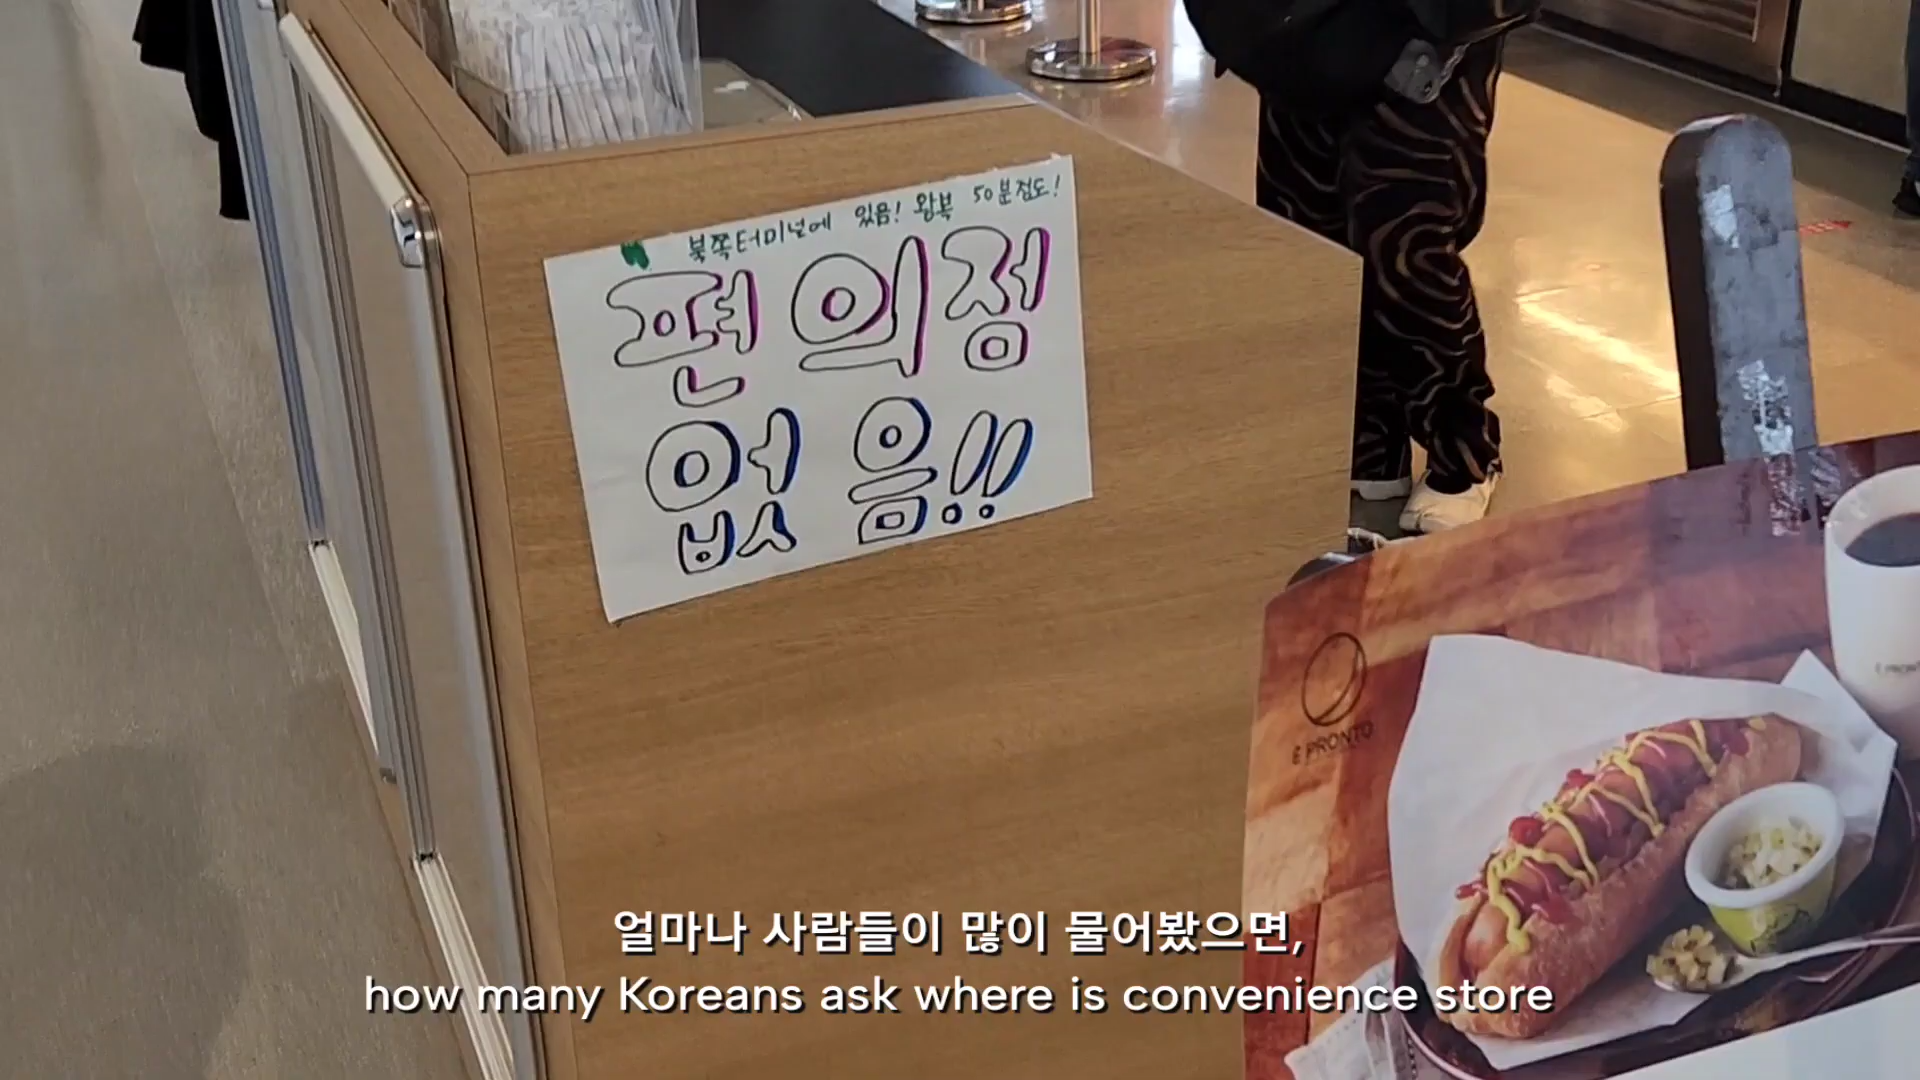 북쪽터미널에 있음! 왕복 50분정도!
편의점
없음!!
E PRONTO
얼마나 사람들이 많이 물어봤으면,
how many Koreans ask where is convenience store